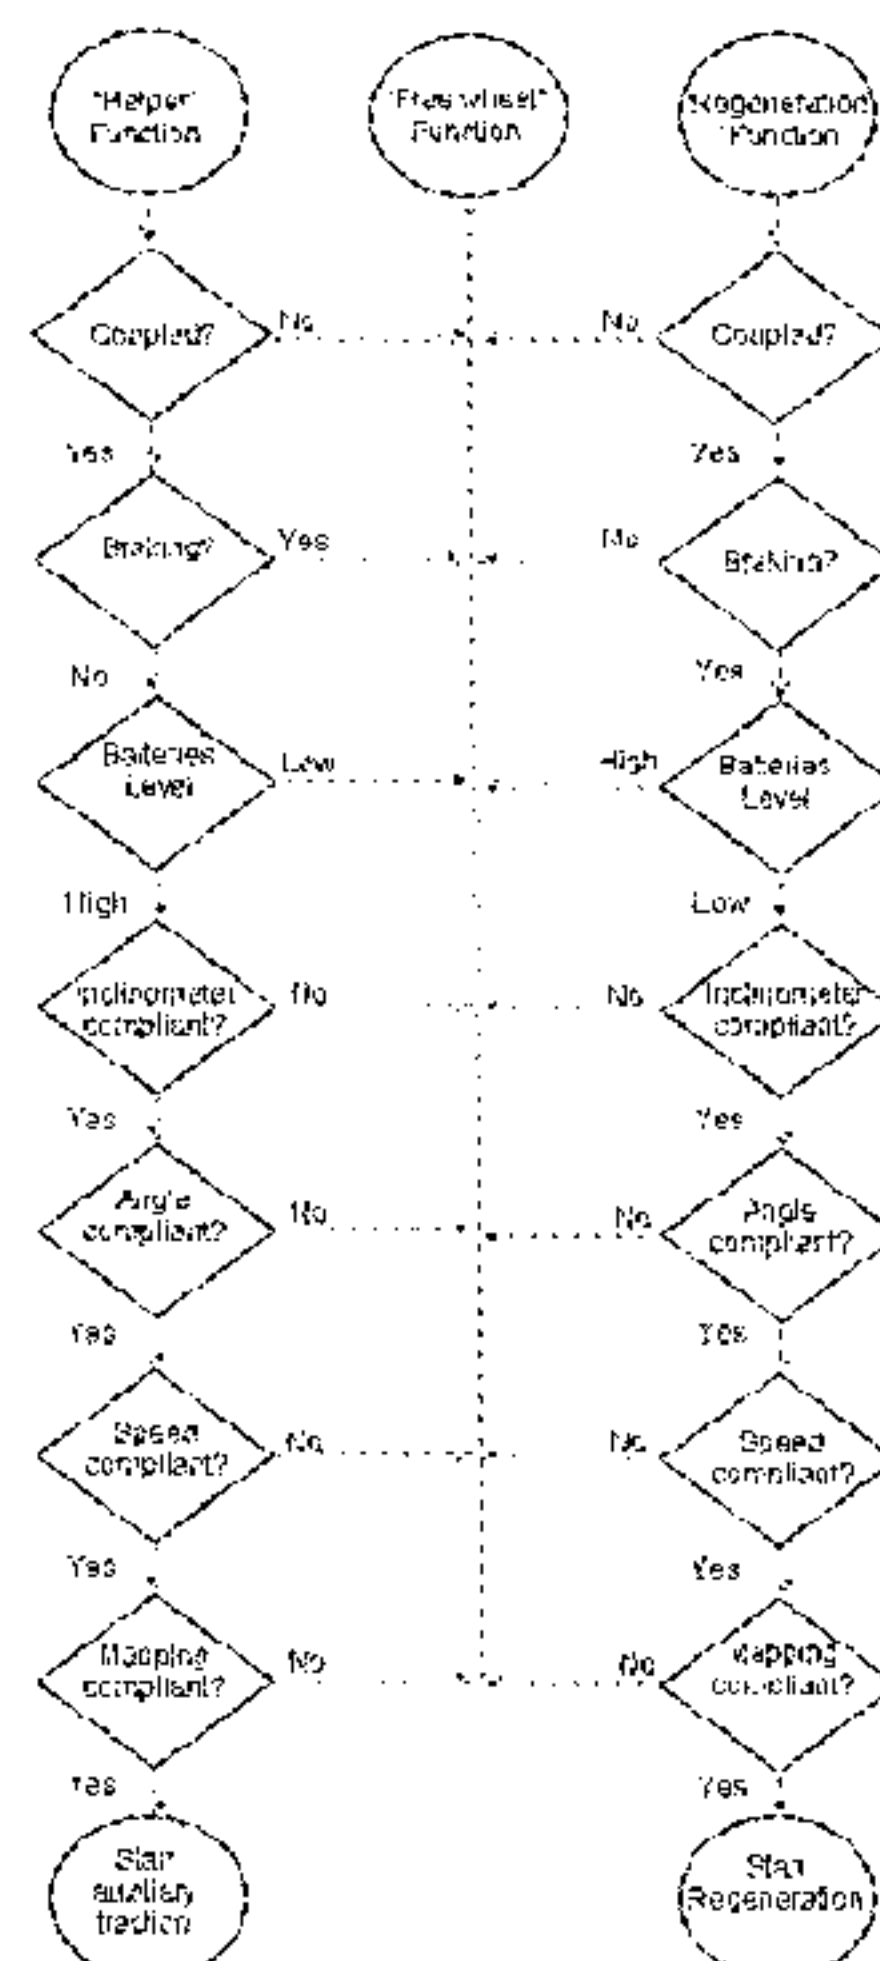 "Helper"
Function
"Freewheel"
Function
"Regeneration"
Function
Coupled?
No
No
Coupled?
Yes
Yes
Braking?
Yes
No
Braking?
No
Yes
Batteries
Level
Low
High
Batteries
Level
High
Low
Inclinometer
compliant?
No
No
Inclinometer
compliant?
Yes
Yes
Angle
compliant?
No
No
Angle
compliant?
Yes
Yes
Speed
compliant?
No
No
Speed
compliant?
Yes
Yes
Mapping
compliant?
No
No
Mapping
compliant?
Yes
Yes
Start
auxiliary
traction
Start
Regeneration